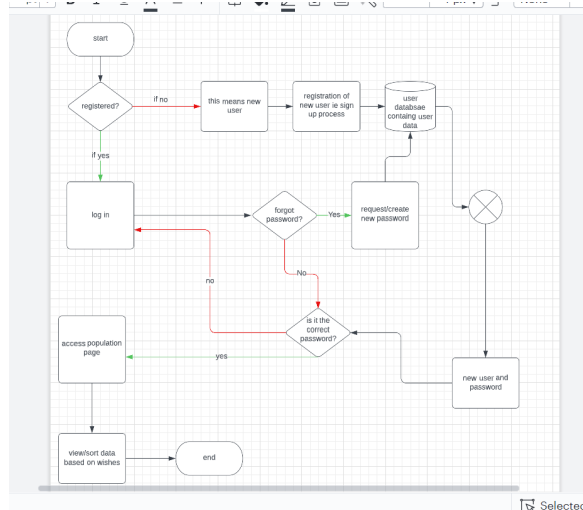 start
registered?
if no
this means new
user
registration of
new user ie sign
up process
user
databsae
containg user
data
if yes
log in
forgot
password?
Yes
request/create
new password
No
no
is it the
correct
password?
access population
page
yes
new user and
password
view/sort data
based on wishes
end
Selected